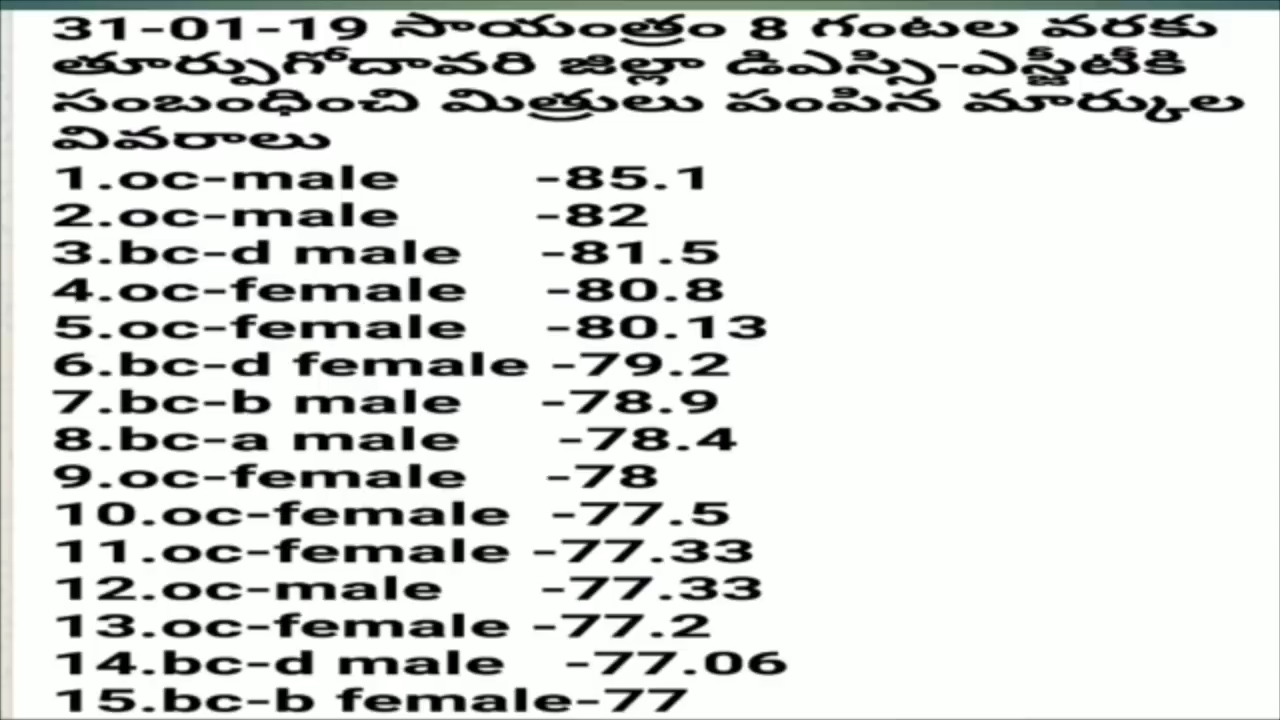 31-01-19 సాయంత్రం 8 గంటల వరకు
తూర్పుగోదావరి జిల్లా డిఎస్సి-ఎస్జీటీకి
సంబంధించి మిత్రులు పంపిన మార్కుల
వివరాలు
1.oc-male -85.1
2.oc-male -82
3.bc-d male -81.5
4.oc-female -80.8
5.oc-female -80.13
6.bc-d female -79.2
7.bc-b male -78.9
8.bc-a male -78.4
9.oc-female -78
10.oc-female -77.5
11.oc-female -77.33
12.oc-male -77.33
13.oc-female -77.2
14.bc-d male -77.06
15.bc-b female-77